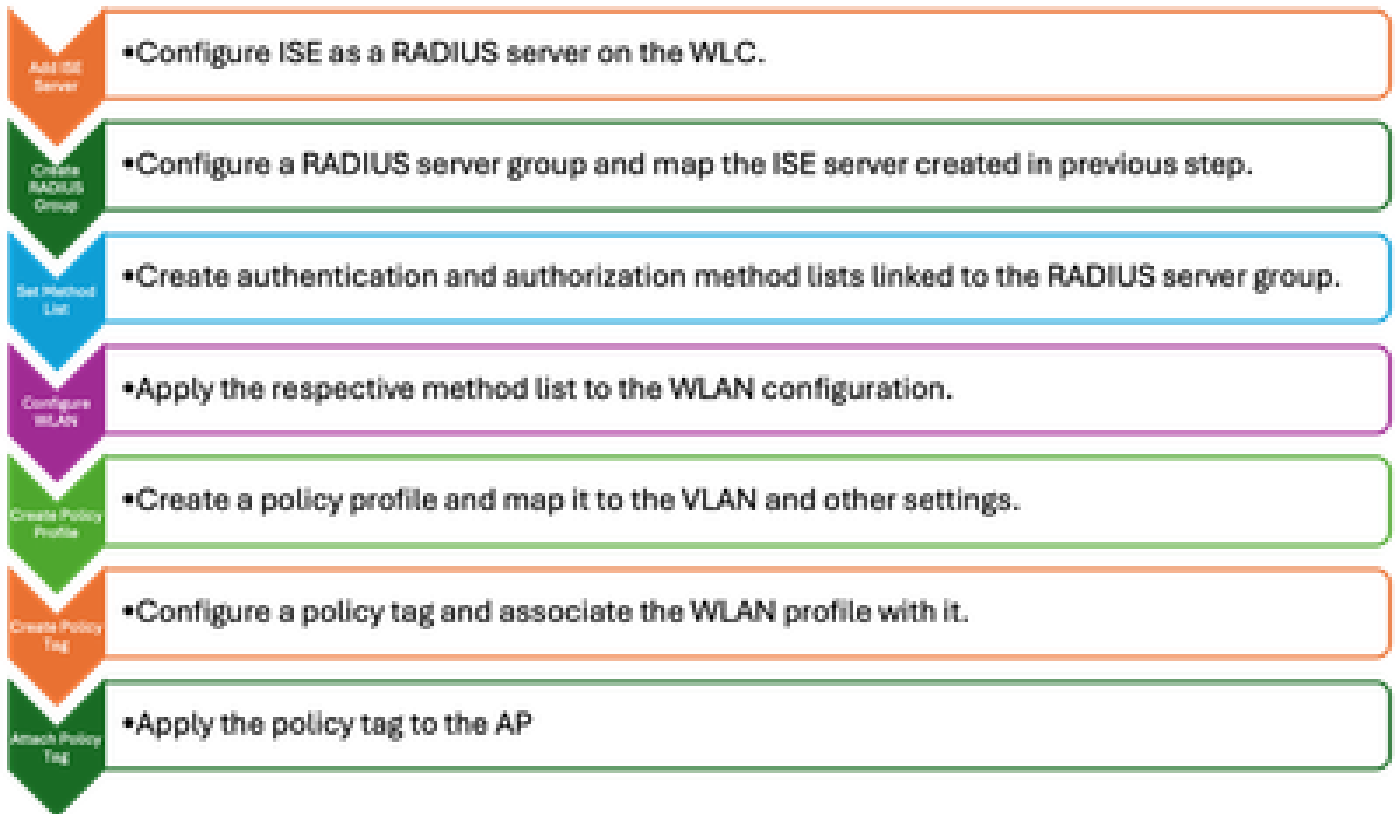 Add ISE
Server
•Configure ISE as a RADIUS server on the WLC.
Create
RADIUS
Group
•Configure a RADIUS server group and map the ISE server created in previous step.
Set Method
List
•Create authentication and authorization method lists linked to the RADIUS server group.
Configure
WLAN
•Apply the respective method list to the WLAN configuration.
Create Policy
Profile
•Create a policy profile and map it to the VLAN and other settings.
Create Policy
Tag
•Configure a policy tag and associate the WLAN profile with it.
Attach Policy
Tag
•Apply the policy tag to the AP